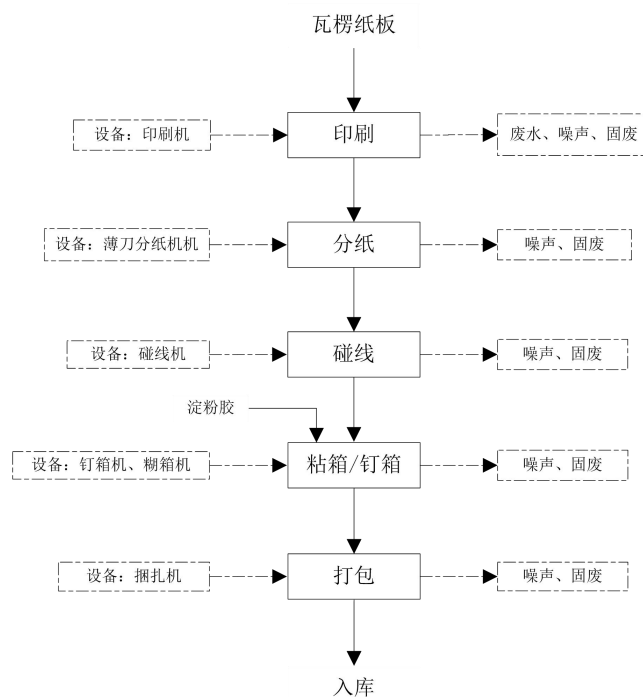 瓦楞纸板
设备：印刷机
印刷
废水、噪声、固废
设备：薄刀分纸机机
分纸
噪声、固废
设备：碰线机
碰线
噪声、固废
淀粉胶
设备：钉箱机、糊箱机
粘箱/钉箱
噪声、固废
设备：捆扎机
打包
噪声、固废
入库